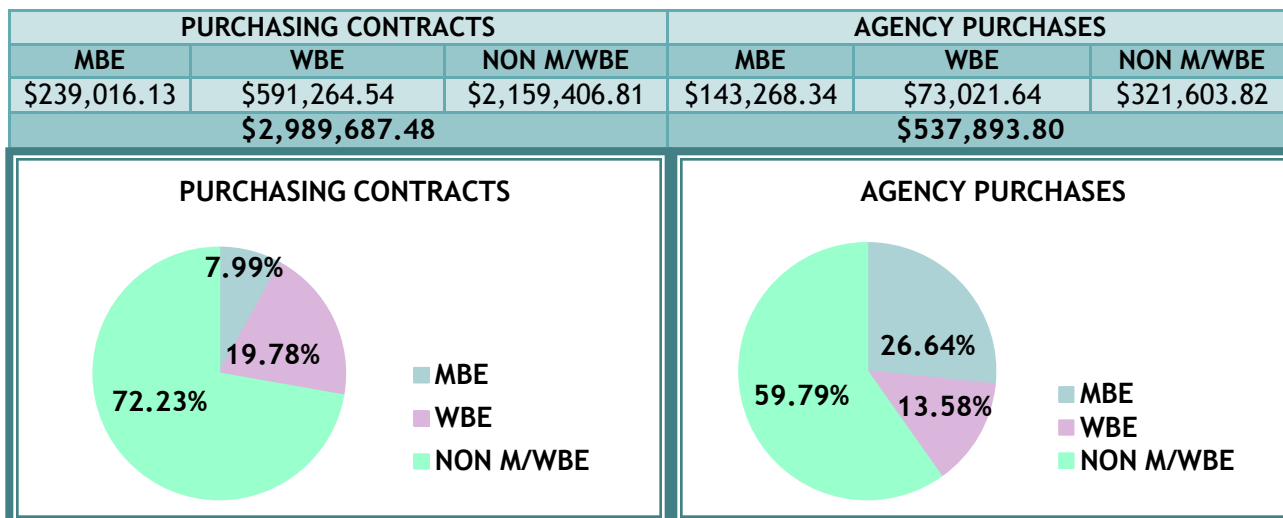 PURCHASING CONTRACTS AGENCY PURCHASES
MBE WBE NON M/WBE MBE WBE NON M/WBE
$239,016.13 $591,264.54 $2,159,406.81 $143,268.34 $73,021.64 $321,603.82
$2,989,687.48 $537,893.80
PURCHASING CONTRACTS
7.99%
19.78%
72.23%
MBE
WBE
NON M/WBE
AGENCY PURCHASES
26.64%
59.79%
13.58%
MBE
WBE
NON M/WBE